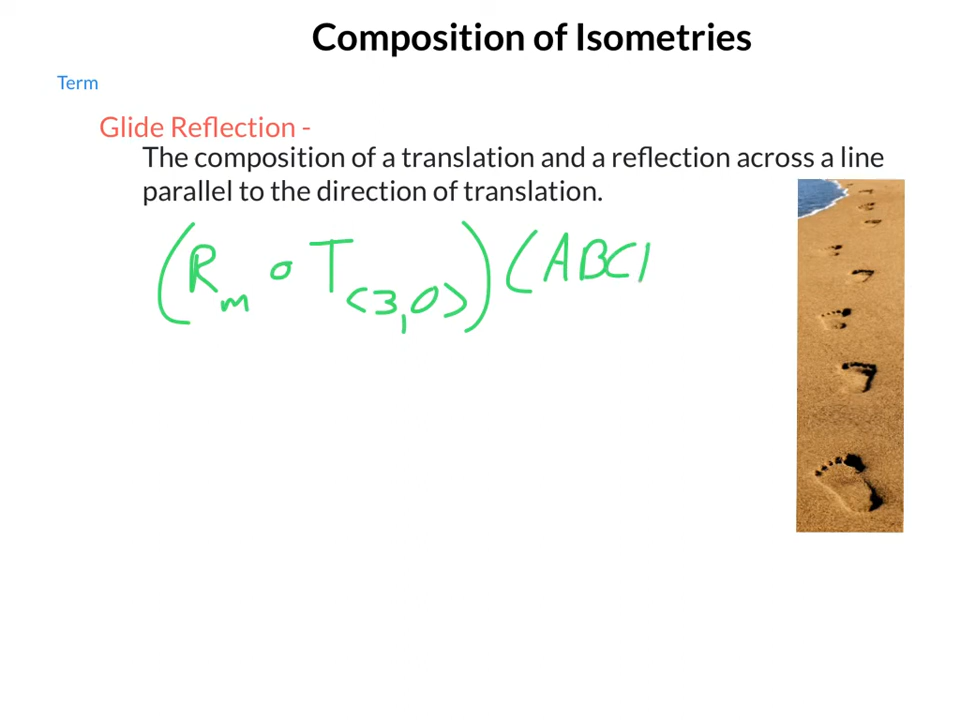 Composition of Isometries
Term
Glide Reflection -
The composition of a translation and a reflection across a line
parallel to the direction of translation.
(Rₘ ∘ T<3,0>) (ABC